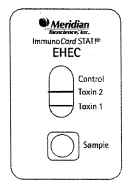 Meridian
Bioscience, Inc.
ImmunoCard STAT!®
EHEC
Control
Toxin 2
Toxin 1
Sample